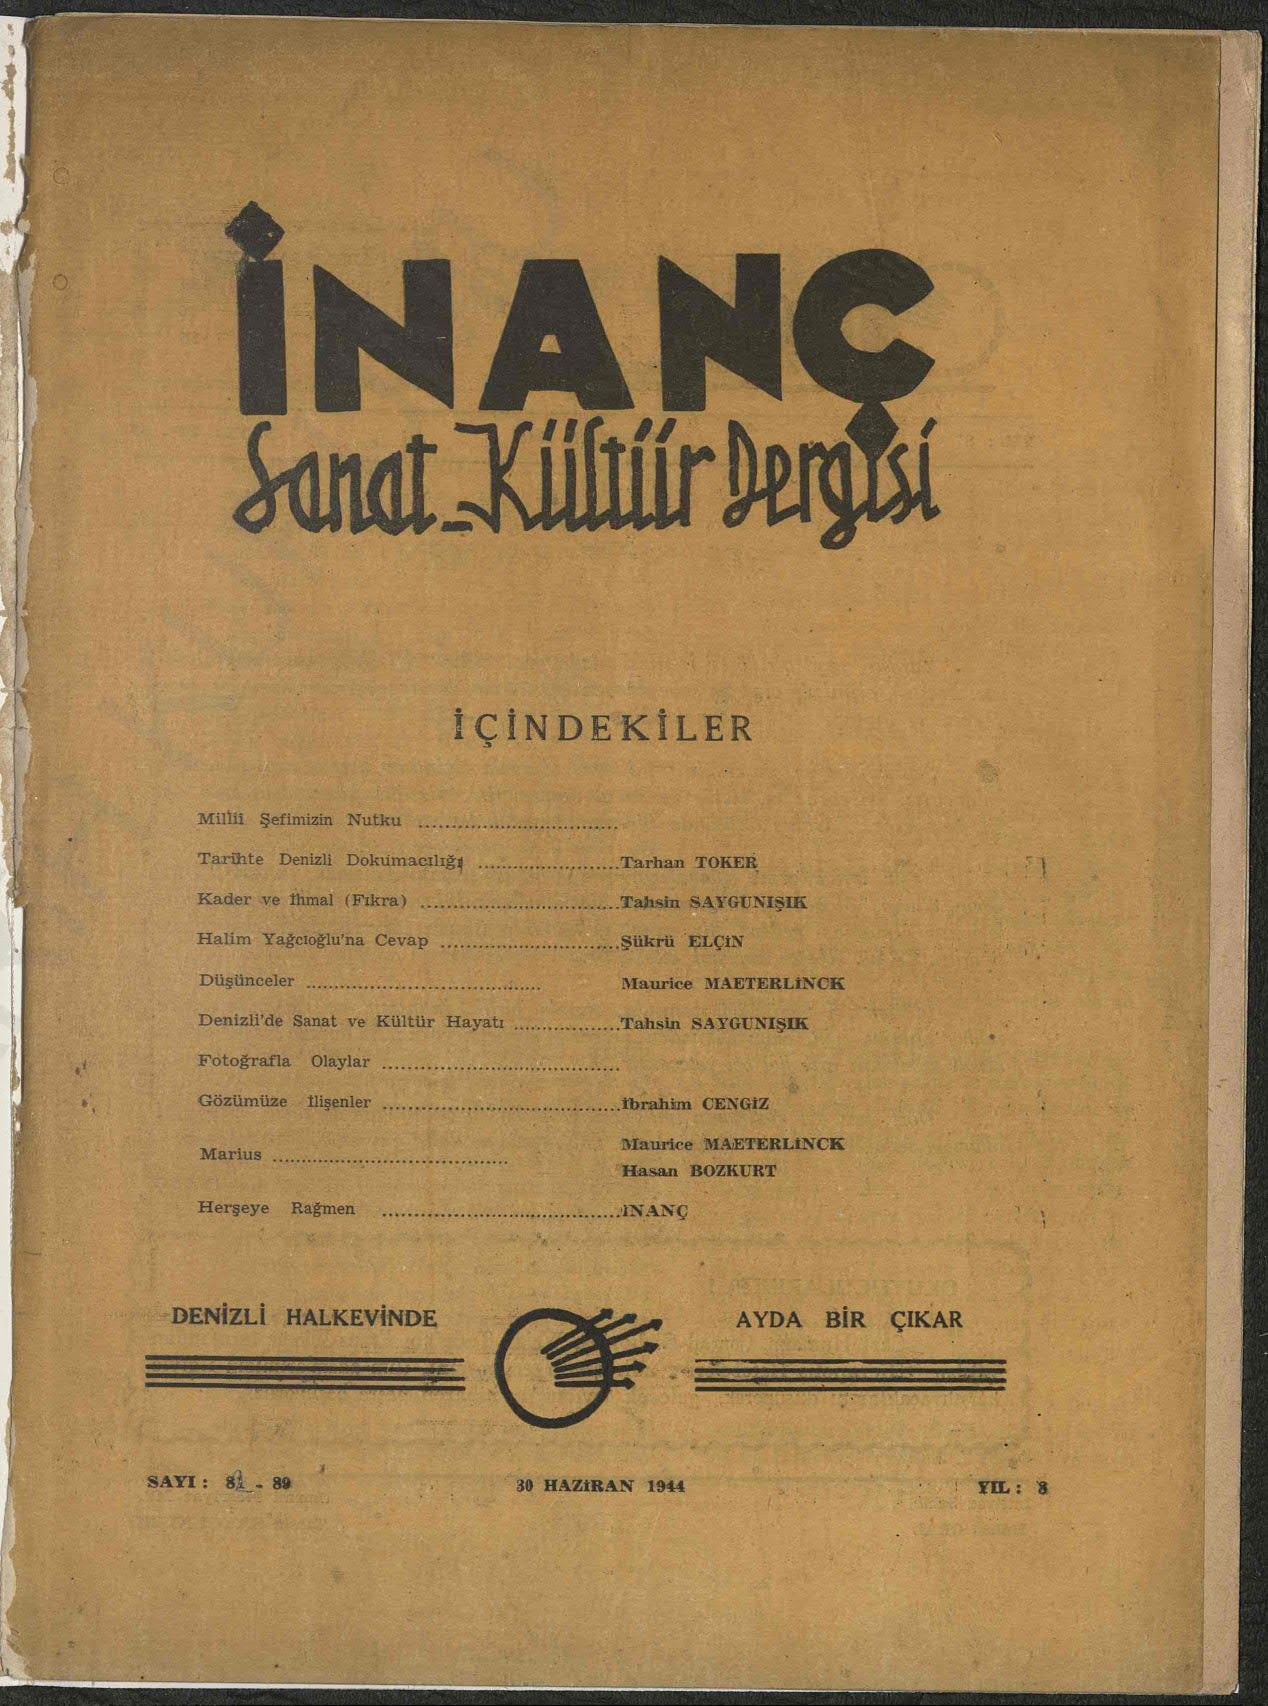 İNANÇ
Sanat-Kültür Dergisi
İÇİNDEKİLER
Millî Şefimizin Nutku ..................................
Tarihte Denizli Dokumacılığı ........................Tarhan TOKER
Kader ve İhmal (Fıkra) ..................................Tahsin SAYGUNIŞIK
Halim Yağcıoğlu'na Cevap ..............................Şükrü ELÇİN
Düşünceler ........................................ Maurice MAETERLİNCK
Denizli'de Sanat ve Kültür Hayatı ..................Tahsin SAYGUNIŞIK
Fotoğrafla Olaylar ........................................
Gözümüze İlişenler ........................................İbrahim CENGİZ
Marius ........................................ Maurice MAETERLİNCK
Hasan BOZKURT
Herşeye Rağmen ........................................İNANÇ
DENİZLİ HALKEVİNDE AYDA BİR ÇIKAR
SAYI : - 89 30 HAZİRAN 1944 YIL : 8